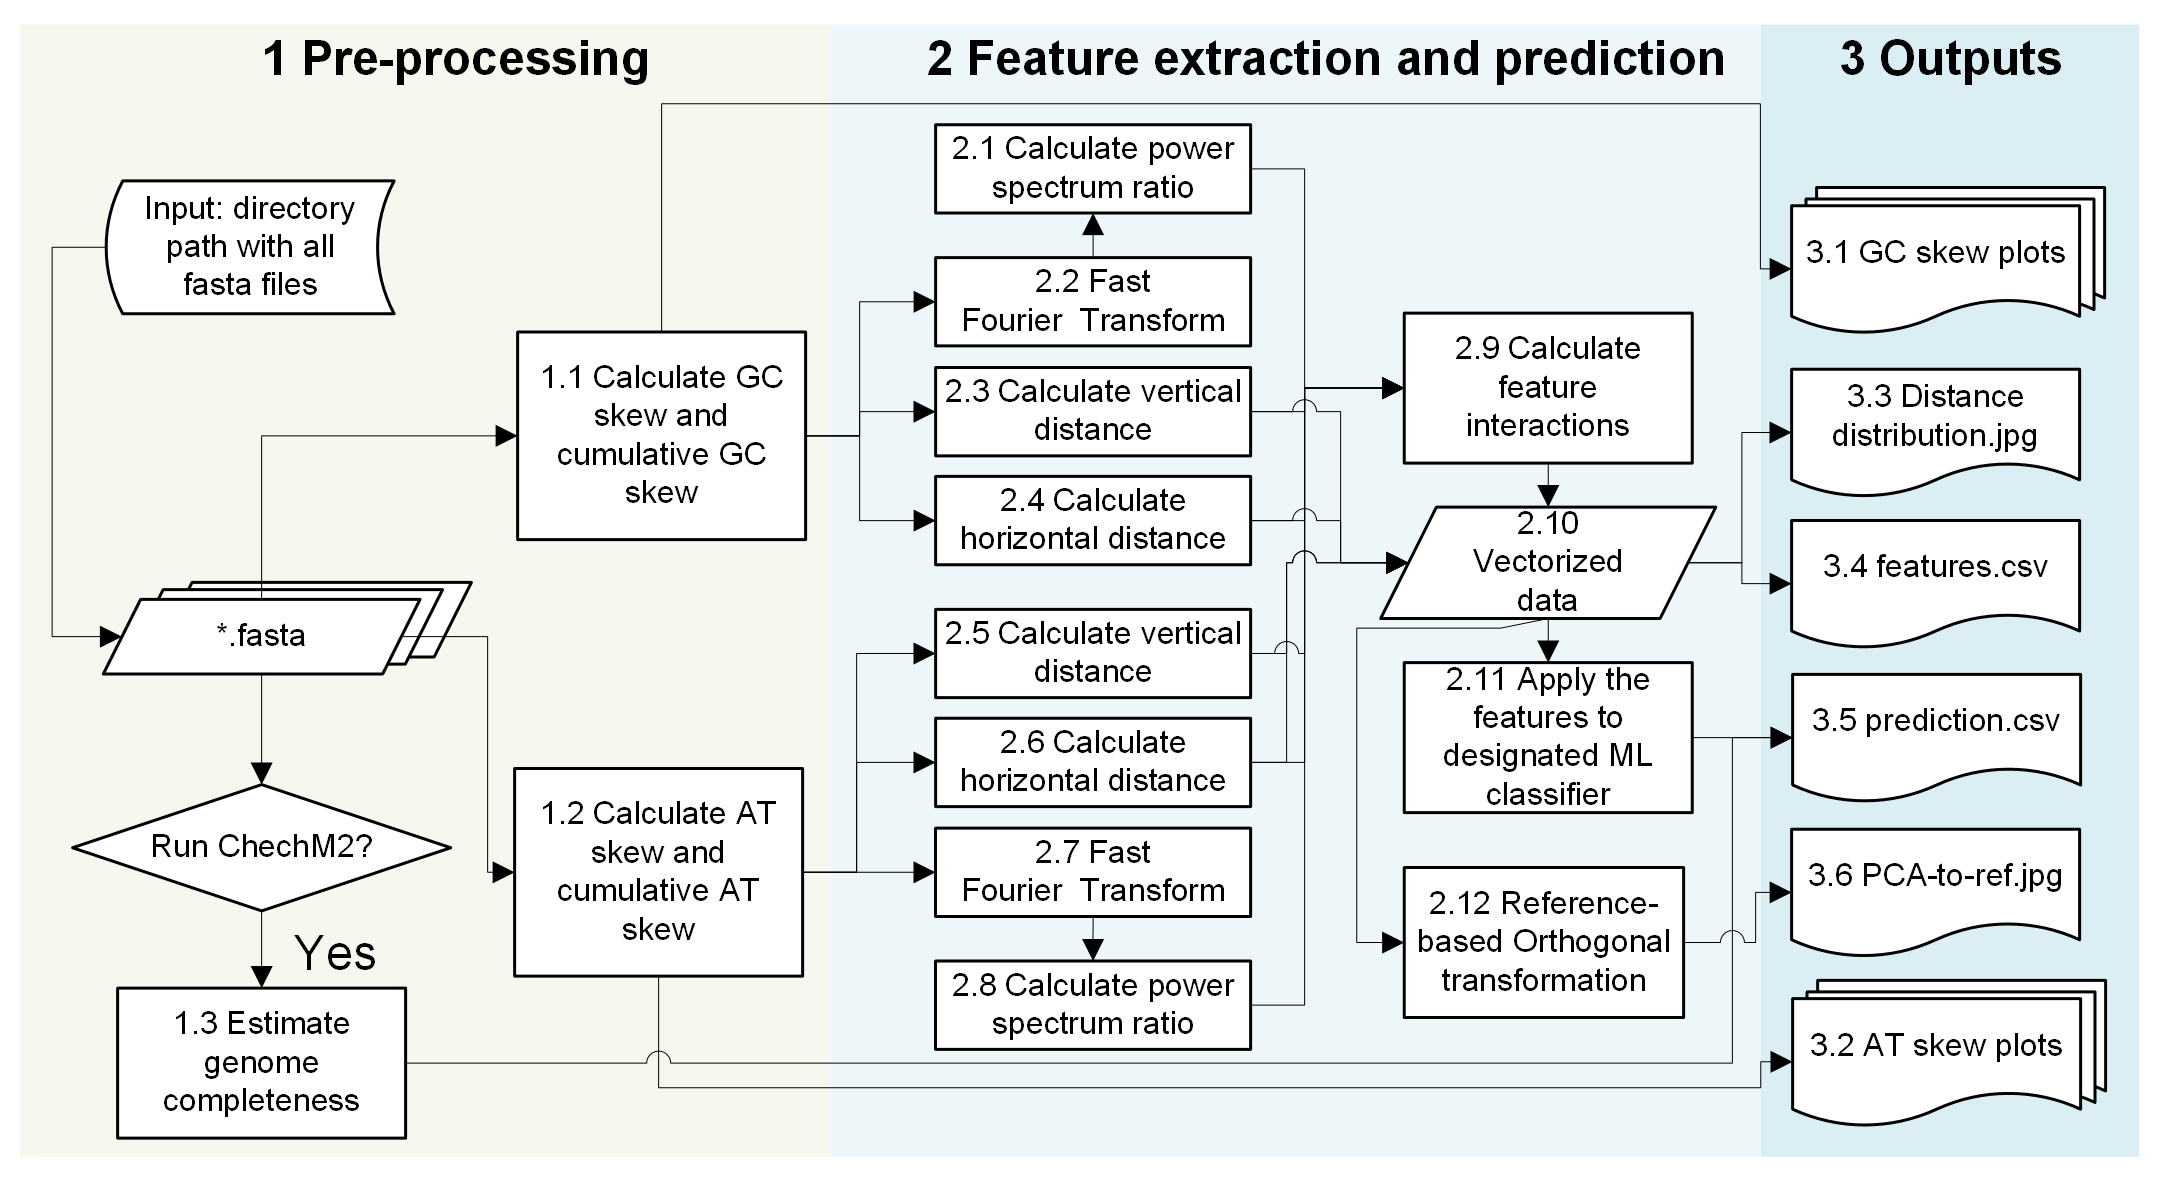 1 Pre-processing
2 Feature extraction and prediction
3 Outputs
Input: directory
path with all
fasta files
*.fasta
Run ChechM2?
Yes
1.3 Estimate
genome
completeness
1.1 Calculate GC
skew and
cumulative GC
skew
1.2 Calculate AT
skew and
cumulative AT
skew
2.1 Calculate power
spectrum ratio
2.2 Fast
Fourier  Transform
2.3 Calculate vertical
distance
2.4 Calculate
horizontal distance
2.5 Calculate vertical
distance
2.6 Calculate
horizontal distance
2.7 Fast
Fourier  Transform
2.8 Calculate power
spectrum ratio
2.9 Calculate
feature
interactions
2.10
Vectorized
data
2.11 Apply the
features to
designated ML
classifier
2.12 Reference-
based Orthogonal
transformation
3.1 GC skew plots
3.3 Distance
distribution.jpg
3.4 features.csv
3.5 prediction.csv
3.6 PCA-to-ref.jpg
3.2 AT skew plots